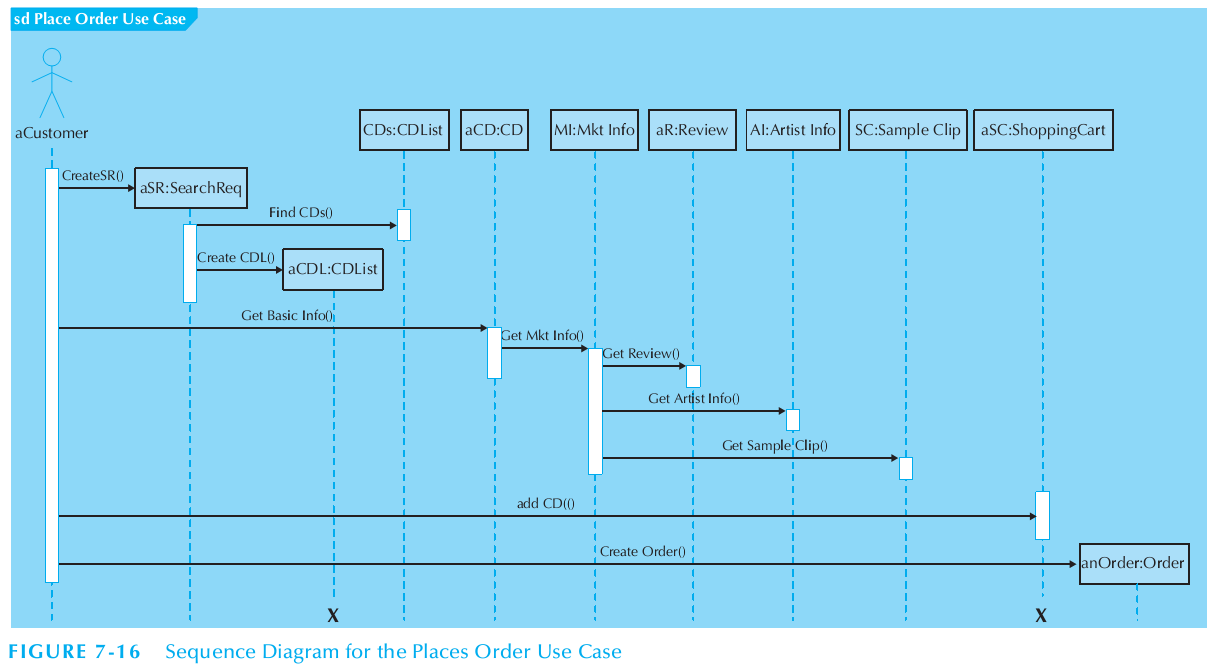 sd Place Order Use Case
aCustomer
CDs:CDList
aCD:CD
MI:Mkt Info
aR:Review
AI:Artist Info
SC:Sample Clip
aSC:ShoppingCart
CreateSR()
aSR:SearchReq
Find CDs()
Create CDL()
aCDL:CDList
Get Basic Info()
Get Mkt Info()
Get Review()
Get Artist Info()
Get Sample Clip()
add CD(()
Create Order()
anOrder:Order
X
X
FIGURE 7-16 Sequence Diagram for the Places Order Use Case